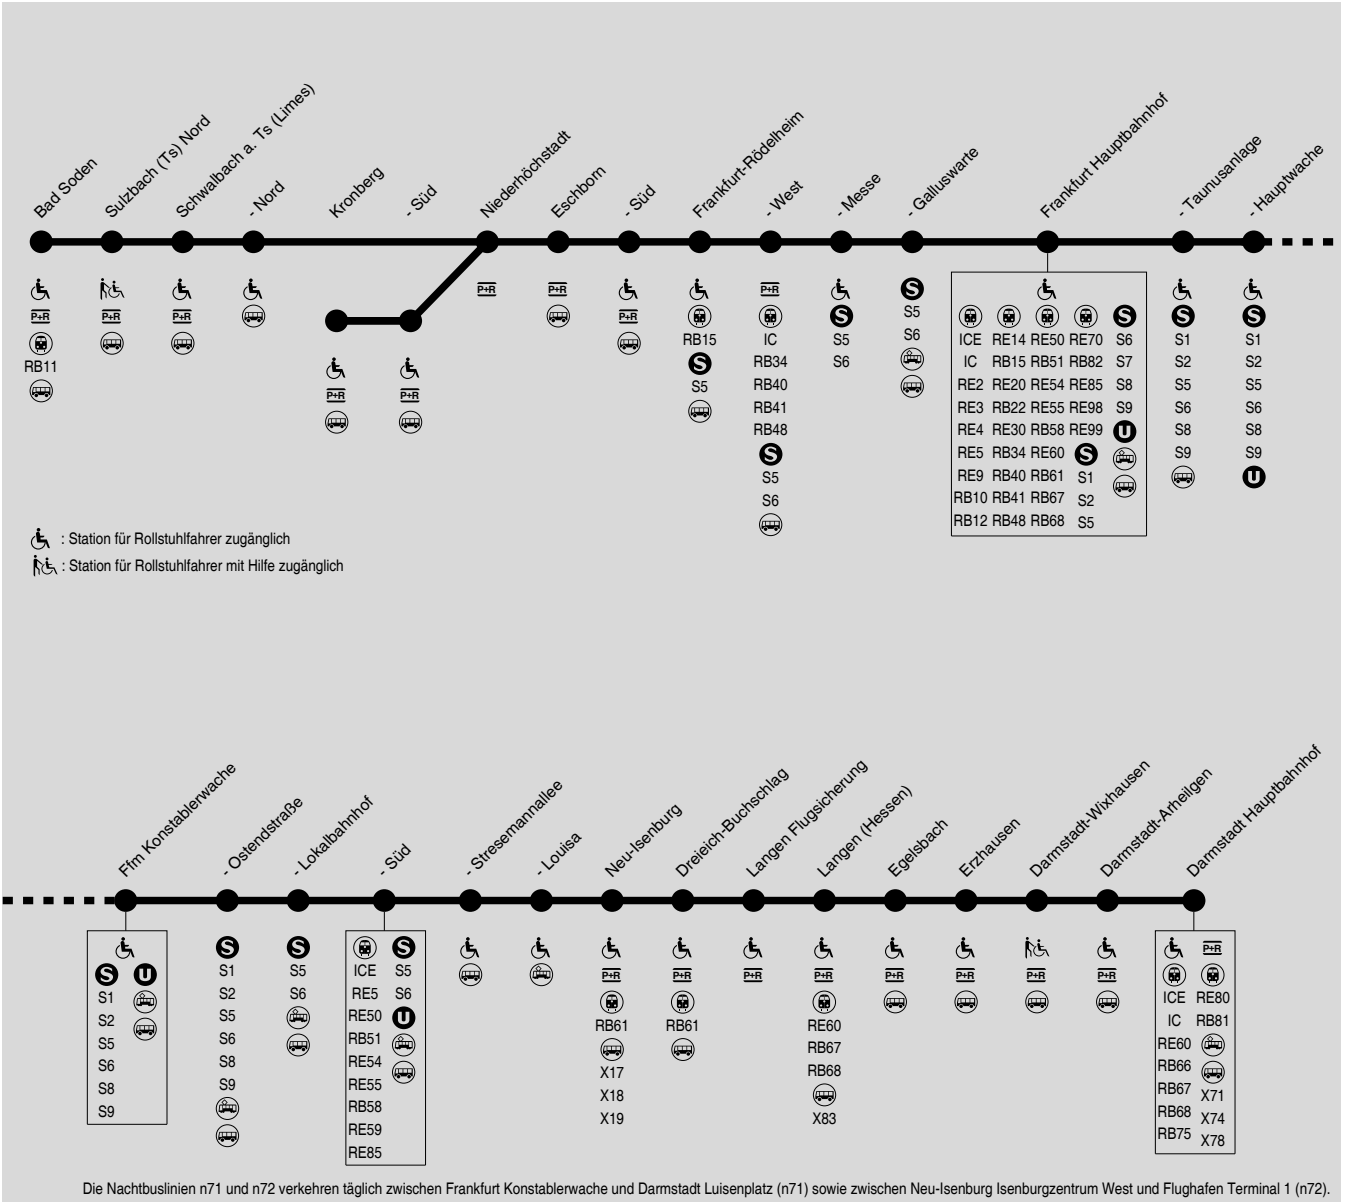 Bad Soden
Sulzbach (Ts) Nord
Schwalbach a. Ts (Limes)
- Nord
Kronberg
- Süd
Niederhöchstadt
Eschborn
- Süd
Frankfurt-Rödelheim
- West
- Messe
- Galluswarte
Frankfurt Hauptbahnhof
- Taunusanlage
- Hauptwache
P+R
RB11
P+R
P+R
P+R
P+R
P+R
P+R
P+R
RB15
S
S5
P+R
IC
RB34
RB40
RB41
RB48
S
S5
S6
S
S5
S6
S
S5
S6
ICE
IC
RE2
RE3
RE4
RE5
RE9
RB10
RB12
RE14
RB15
RE20
RB22
RE30
RB34
RB40
RB41
RB48
RE50
RB51
RE54
RE55
RB58
RE60
RB61
RB67
RB68
RE70
RB82
RE85
RE98
RE99
S
S1
S2
S5
S
S6
S7
S8
S9
U
S
S1
S2
S5
S6
S8
S9
S
S1
S2
S5
S6
S8
S9
U
: Station für Rollstuhlfahrer zugänglich
: Station für Rollstuhlfahrer mit Hilfe zugänglich
Ffm Konstablerwache
- Ostendstraße
- Lokalbahnhof
- Süd
- Stresemannallee
- Louisa
Neu-Isenburg
Dreieich-Buchschlag
Langen Flugsicherung
Langen (Hessen)
Egelsbach
Erzhausen
Darmstadt-Wixhausen
Darmstadt-Arheilgen
Darmstadt Hauptbahnhof
S
S1
S2
S5
S6
S8
S9
U
S
S1
S2
S5
S6
S8
S9
S
S5
S6
ICE
RE5
RE50
RB51
RE54
RE55
RB58
RE59
RE85
S
S5
S6
U
P+R
RB61
X17
X18
X19
P+R
RB61
P+R
P+R
RE60
RB67
RB68
X83
P+R
P+R
P+R
P+R
ICE
IC
RE60
RB66
RB67
RB68
RB75
P+R
RE80
RB81
X71
X74
X78
Die Nachtbuslinien n71 und n72 verkehren täglich zwischen Frankfurt Konstablerwache und Darmstadt Luisenplatz (n71) sowie zwischen Neu-Isenburg Isenburgzentrum West und Flughafen Terminal 1 (n72).